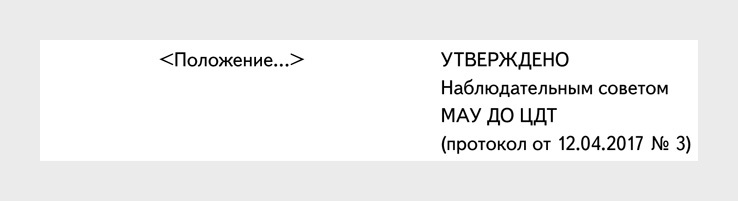 <Положение...> УТВЕРЖДЕНО
Наблюдательным советом
МАУ ДО ЦДТ
(протокол от 12.04.2017 № 3)